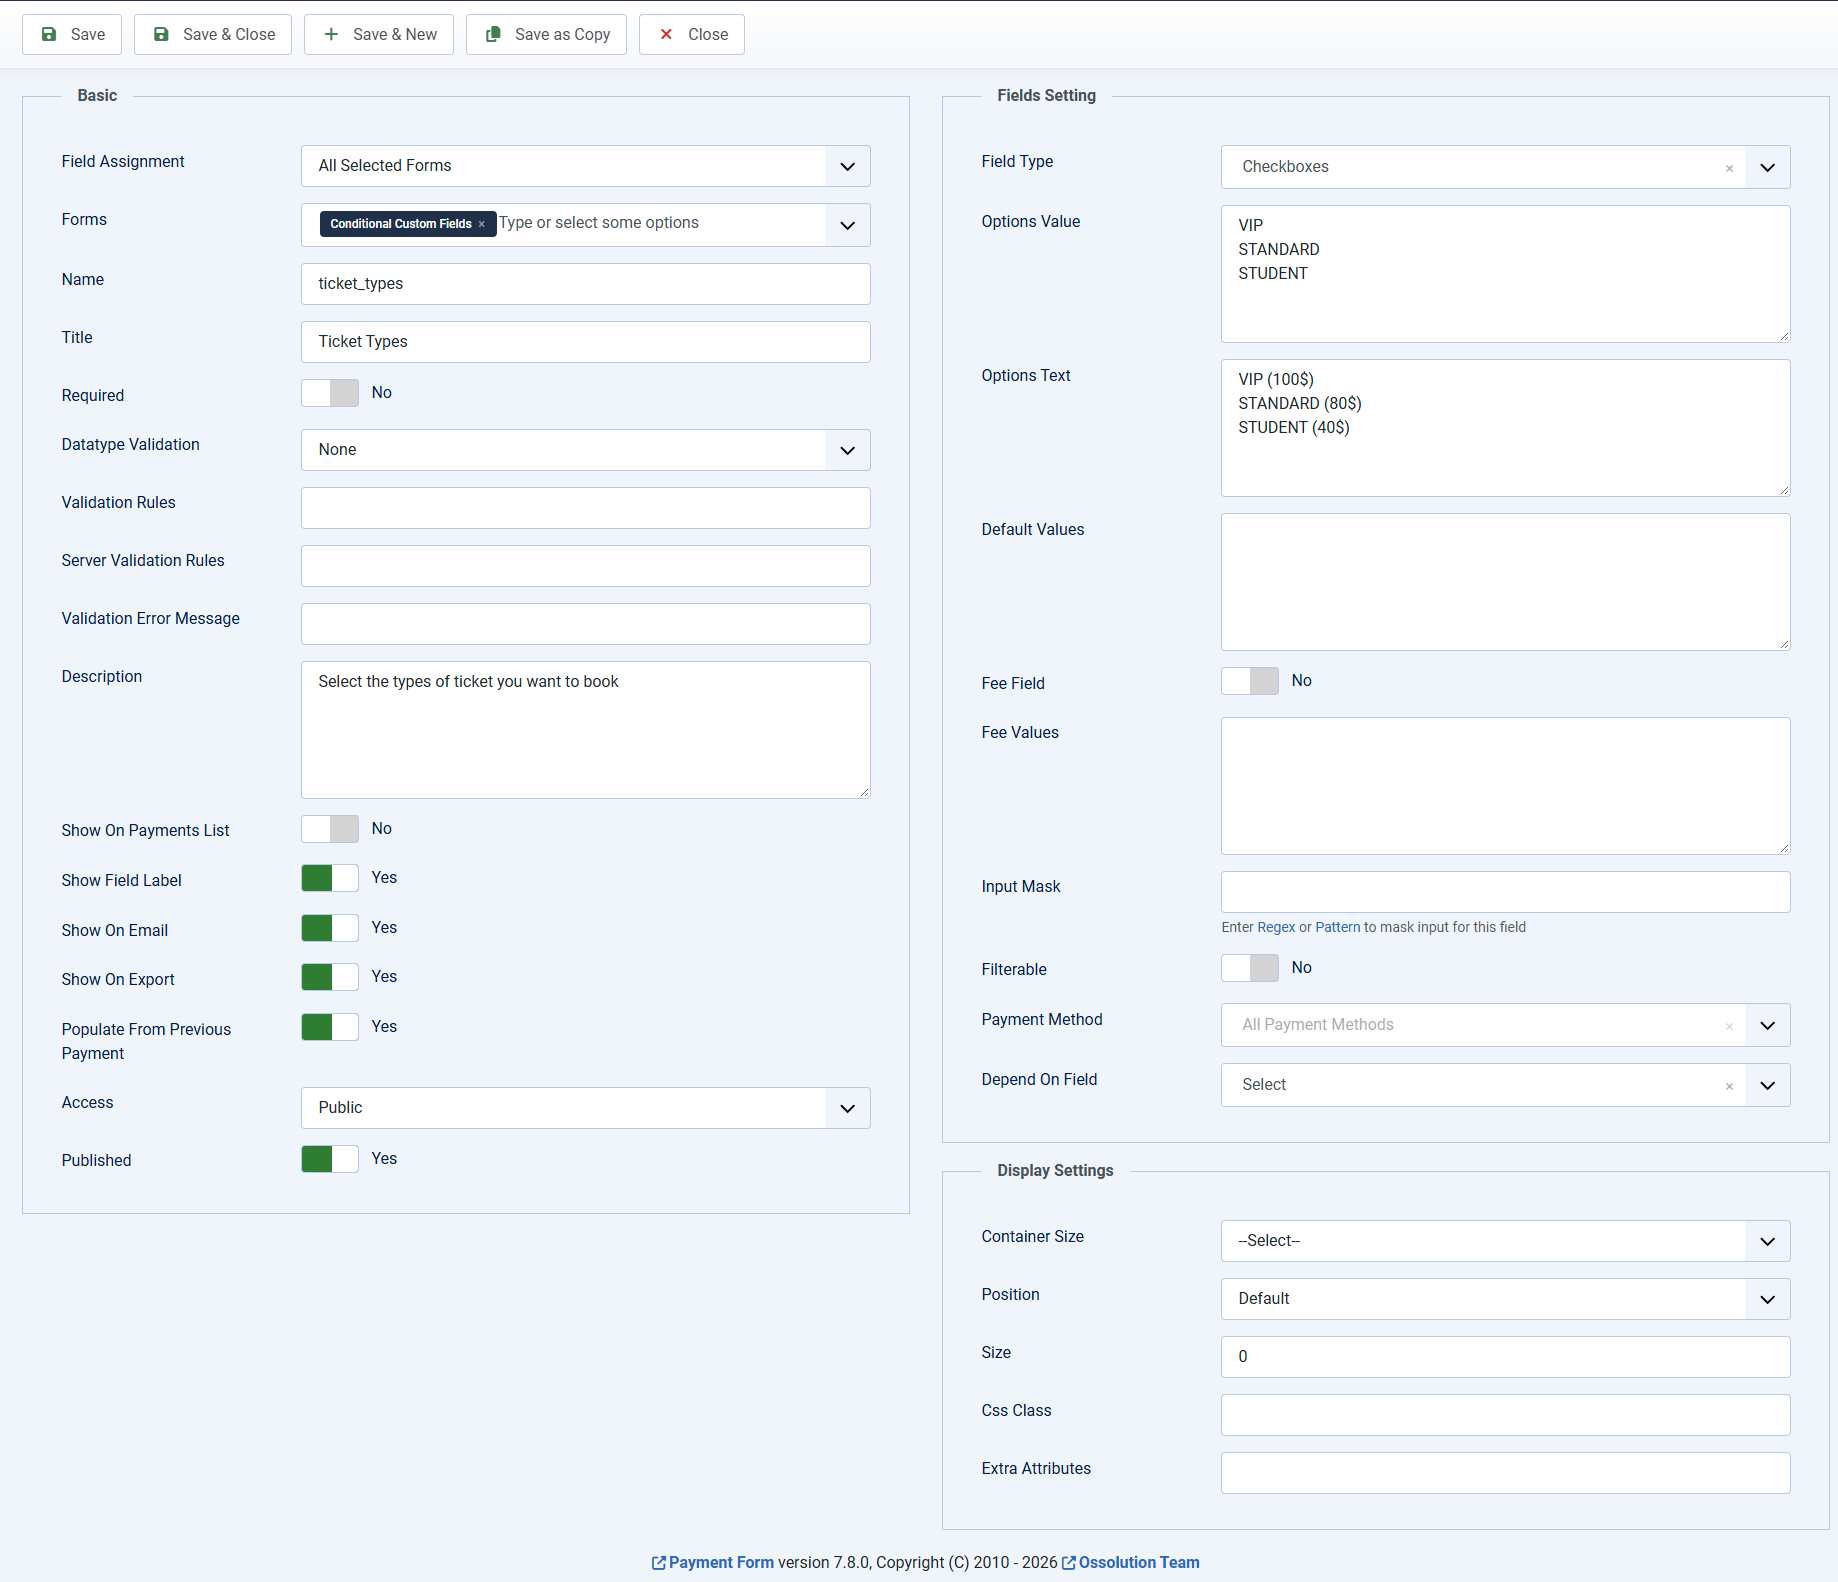 Save
Save & Close
Save & New
Save as Copy
Close
Basic
Field Assignment
All Selected Forms
Forms
Conditional Custom Fields ×
Type or select some options
Name
ticket_types
Title
Ticket Types
Required
No
Datatype Validation
None
Validation Rules
Server Validation Rules
Validation Error Message
Description
Select the types of ticket you want to book
Show On Payments List
No
Show Field Label
Yes
Show On Email
Yes
Show On Export
Yes
Populate From Previous
Payment
Yes
Access
Public
Published
Yes
Fields Setting
Field Type
Checkboxes ×
Options Value
VIP
STANDARD
STUDENT
Options Text
VIP (100$)
STANDARD (80$)
STUDENT (40$)
Default Values
Fee Field
No
Fee Values
Input Mask
Enter Regex or Pattern to mask input for this field
Filterable
No
Payment Method
All Payment Methods ×
Depend On Field
Select ×
Display Settings
Container Size
--Select--
Position
Default
Size
0
Css Class
Extra Attributes
Payment Form version 7.8.0, Copyright (C) 2010 - 2026 Ossolution Team